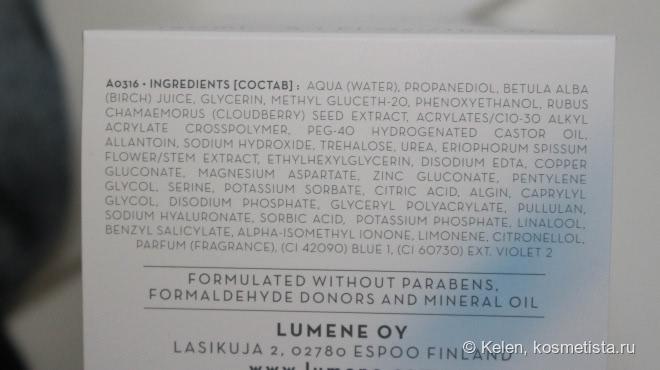 A0316 • INGREDIENTS [СОСТАВ] : AQUA (WATER), PROPANEDIOL, BETULA ALBA
(BIRCH) JUICE, GLYCERIN, METHYL GLUCETH-20, PHENOXYETHANOL, RUBUS
CHAMAEMORUS (CLOUDBERRY) SEED EXTRACT, ACRYLATES/C10-30 ALKYL
ACRYLATE CROSSPOLYMER, PEG-40 HYDROGENATED CASTOR OIL,
ALLANTOIN, SODIUM HYDROXIDE, TREHALOSE, UREA, ERIOPHORUM SPISSUM
FLOWER/STEM EXTRACT, ETHYLHEXYLGLYCERIN, DISODIUM EDTA, COPPER
GLUCONATE, MAGNESIUM ASPARTATE, ZINC GLUCONATE, PENTYLENE
GLYCOL, SERINE, POTASSIUM SORBATE, CITRIC ACID, ALGIN, CAPRYLYL
GLYCOL, DISODIUM PHOSPHATE, GLYCERYL POLYACRYLATE, PULLULAN,
SODIUM HYALURONATE, SORBIC ACID, POTASSIUM PHOSPHATE, LINALOOL,
BENZYL SALICYLATE, ALPHA-ISOMETHYL IONONE, LIMONENE, CITRONELLOL,
PARFUM (FRAGRANCE), (CI 42090) BLUE 1, (CI 60730) EXT. VIOLET 2
FORMULATED WITHOUT PARABENS,
FORMALDEHYDE DONORS AND MINERAL OIL
LUMENE OY
LASIKUJA 2, 02780 ESPOO FINLAND
© Kelen, kosmetista.ru